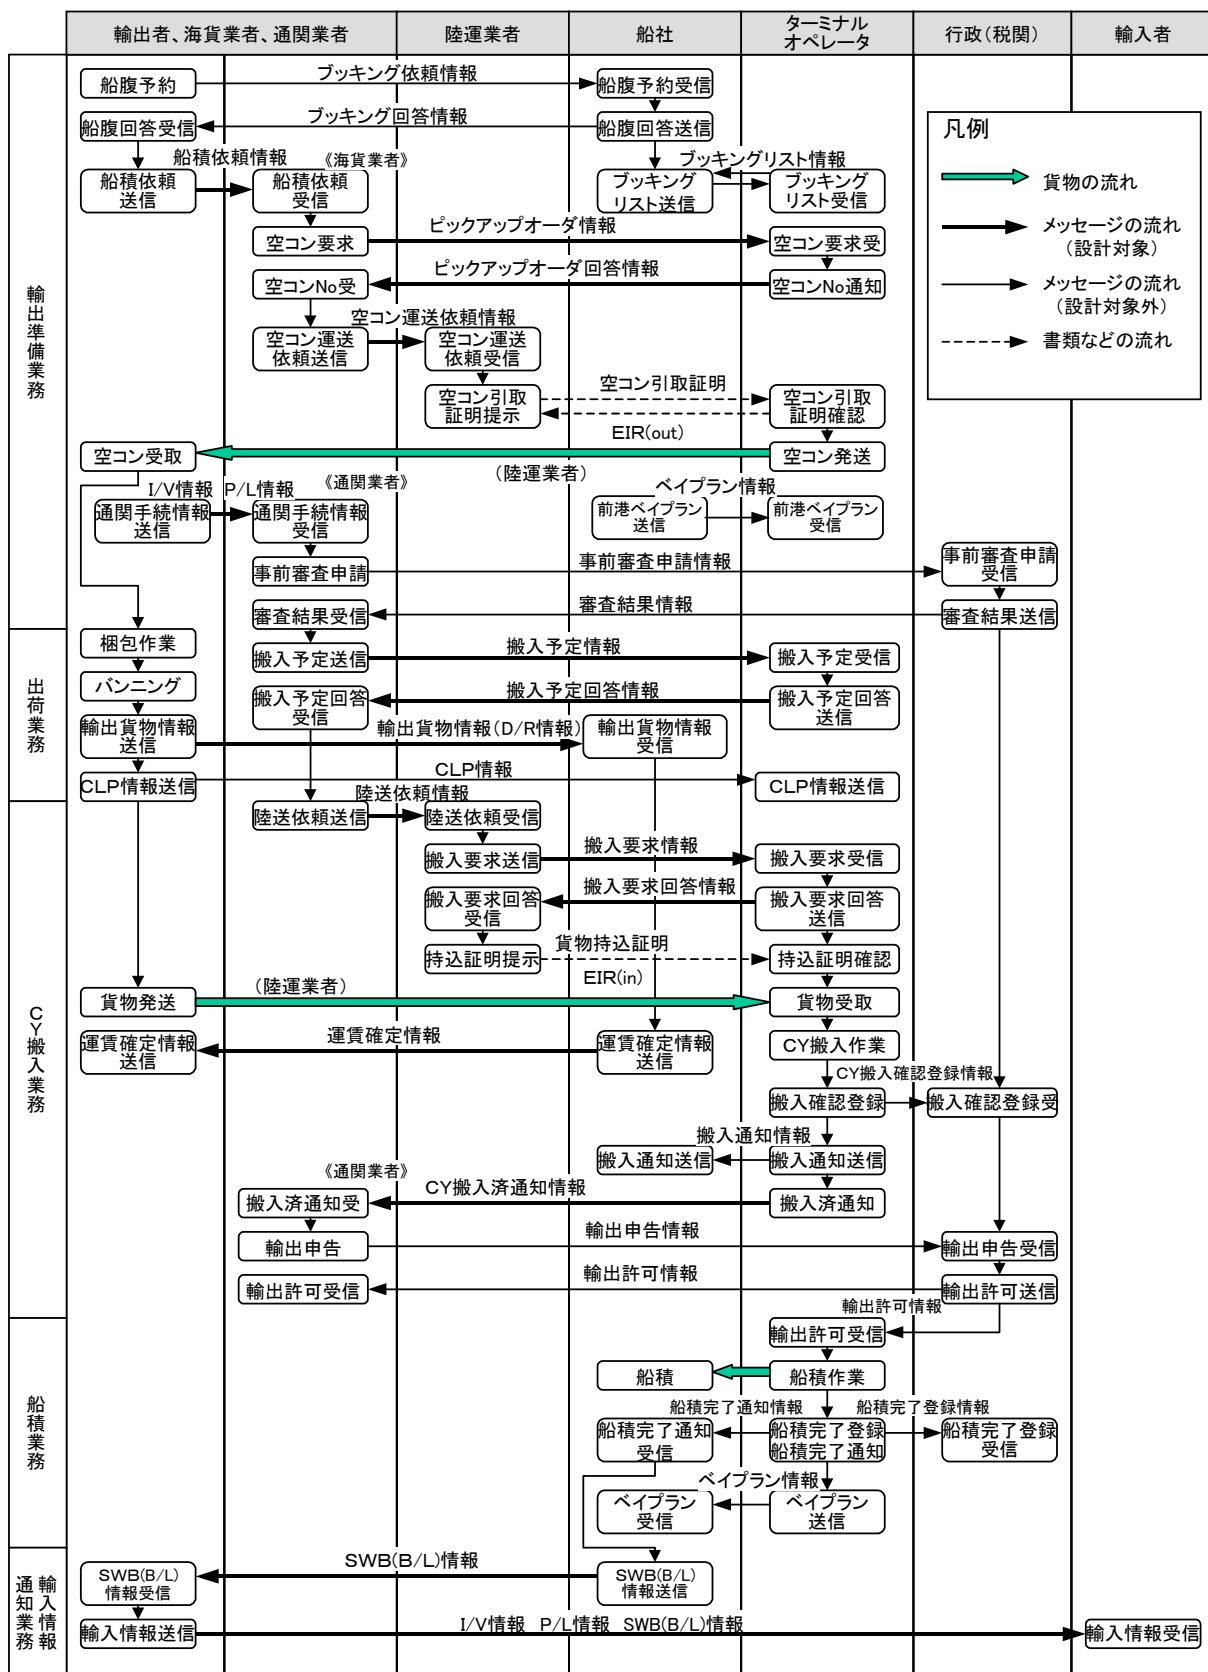 輸出者、海貨業者、通関業者
陸運業者
船社
ターミナル
オペレータ
行政(税関)
輸入者
輸出準備業務
船腹予約
ブッキング依頼情報
船腹予約受信
船腹回答受信
ブッキング回答情報
船腹回答送信
船積依頼情報
《海貨業者》
ブッキングリスト情報
船積依頼
送信
船積依頼
受信
ブッキング
リスト送信
ブッキング
リスト受信
空コン要求
ピックアップオーダ情報
空コン要求受
空コンNo受
ピックアップオーダ回答情報
空コンNo通知
空コン運送依頼情報
空コン運送
依頼送信
空コン運送
依頼受信
空コン引取
証明提示
空コン引取証明
空コン引取
証明確認
EIR(out)
空コン受取
(陸運業者)
空コン発送
I/V情報 P/L情報
《通関業者》
ベイプラン情報
通関手続情報
送信
通関手続情報
受信
前港ベイプラン
送信
前港ベイプラン
受信
事前審査申請
事前審査申請情報
事前審査申請
受信
審査結果受信
審査結果情報
審査結果送信
凡例
貨物の流れ
メッセージの流れ
(設計対象)
メッセージの流れ
(設計対象外)
書類などの流れ
出荷業務
梱包作業
搬入予定送信
搬入予定情報
搬入予定受信
バンニング
搬入予定回答
受信
搬入予定回答情報
搬入予定回答
送信
輸出貨物情報
送信
輸出貨物情報(D/R情報)
輸出貨物情報
受信
CLP情報送信
CLP情報
CLP情報送信
CY搬入業務
陸送依頼情報
陸送依頼送信
陸送依頼受信
搬入要求送信
搬入要求情報
搬入要求受信
搬入要求回答
受信
搬入要求回答情報
搬入要求回答
送信
持込証明提示
貨物持込証明
持込証明確認
EIR(in)
貨物発送
(陸運業者)
貨物受取
運賃確定情報
送信
運賃確定情報
運賃確定情報
送信
CY搬入作業
CY搬入確認登録情報
搬入確認登録
搬入確認登録受
搬入通知情報
搬入通知送信
搬入通知送信
《通関業者》
搬入済通知受
CY搬入済通知情報
搬入済通知
輸出申告
輸出申告情報
輸出申告受信
輸出許可受信
輸出許可情報
輸出許可送信
船積業務
輸出許可情報
輸出許可受信
船積
船積作業
船積完了通知情報
船積完了登録情報
船積完了通知
受信
船積完了登録
船積完了通知
船積完了登録
受信
ベイプラン情報
ベイプラン
受信
ベイプラン
送信
輸入情報
通知業務
SWB(B/L)
情報受信
SWB(B/L)情報
SWB(B/L)
情報送信
輸入情報送信
I/V情報 P/L情報 SWB(B/L)情報
輸入情報受信